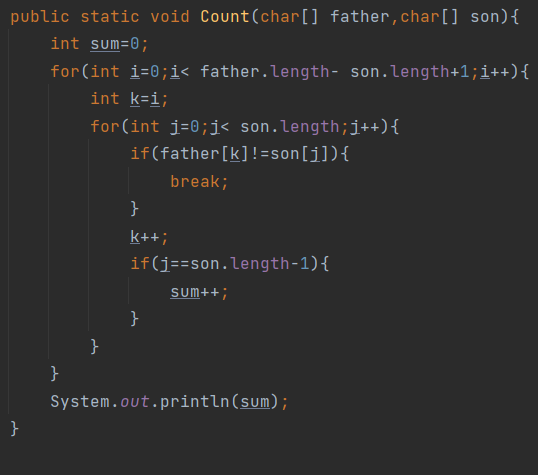 public static void Count(char[] father,char[] son){
    int sum=0;
    for(int i=0;i< father.length- son.length+1;i++){
        int k=i;
        for(int j=0;j< son.length;j++){
            if(father[k]!=son[j]){
                break;
            }
            k++;
            if(j==son.length-1){
                sum++;
            }
        }
    }
    System.out.println(sum);
}